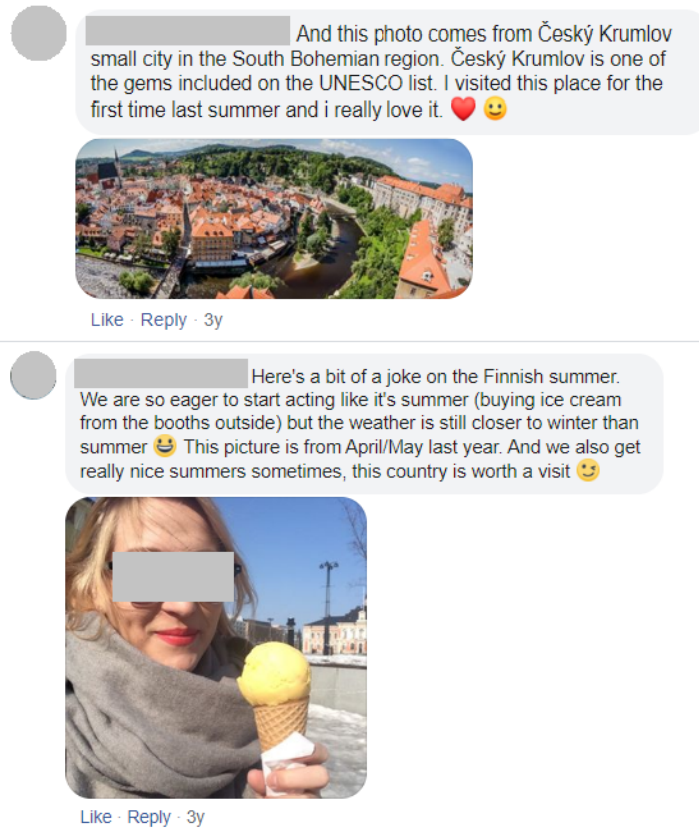 And this photo comes from Český Krumlov
small city in the South Bohemian region. Český Krumlov is one of
the gems included on the UNESCO list. I visited this place for the
first time last summer and i really love it. ❤️ 🙂
Like · Reply · 3y
Here's a bit of a joke on the Finnish summer.
We are so eager to start acting like it's summer (buying ice cream
from the booths outside) but the weather is still closer to winter than
summer 😃 This picture is from April/May last year. And we also get
really nice summers sometimes, this country is worth a visit 😉
Like · Reply · 3y